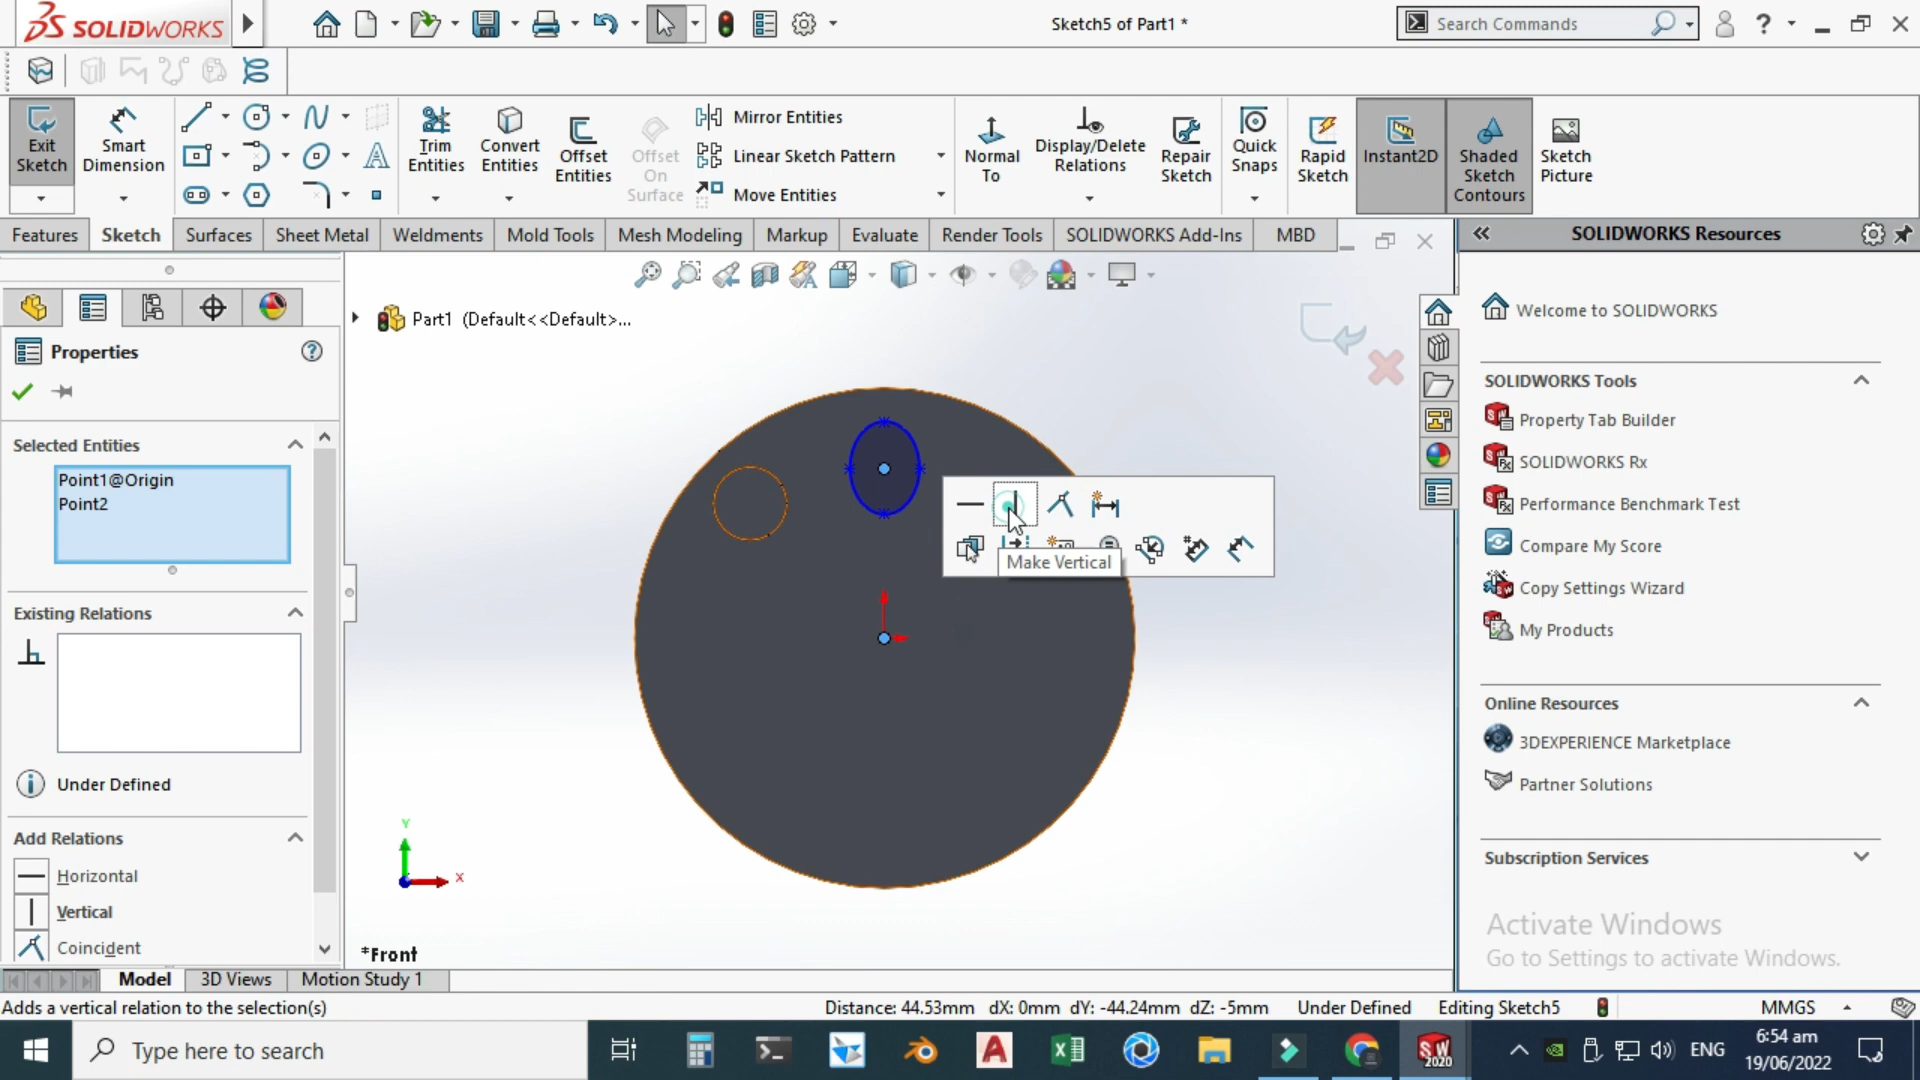 SOLIDWORKS
Sketch5 of Part1 *
Search Commands
Exit Sketch
Smart Dimension
Trim Entities
Convert Entities
Offset Entities
Offset On Surface
Mirror Entities
Linear Sketch Pattern
Move Entities
Normal To
Display/Delete Relations
Repair Sketch
Quick Snaps
Rapid Sketch
Instant2D
Shaded Sketch Contours
Sketch Picture
Features
Sketch
Surfaces
Sheet Metal
Weldments
Mold Tools
Mesh Modeling
Markup
Evaluate
Render Tools
SOLIDWORKS Add-Ins
MBD
SOLIDWORKS Resources
Part1 (Default<<Default>...
Properties
Selected Entities
Point1@Origin
Point2
Existing Relations
Under Defined
Add Relations
Horizontal
Vertical
Coincident
Make Vertical
Y
X
*Front
Welcome to SOLIDWORKS
SOLIDWORKS Tools
Property Tab Builder
SOLIDWORKS Rx
Performance Benchmark Test
Compare My Score
Copy Settings Wizard
My Products
Online Resources
3DEXPERIENCE Marketplace
Partner Solutions
Subscription Services
Activate Windows
Go to Settings to activate Windows.
Model
3D Views
Motion Study 1
Adds a vertical relation to the selection(s)
Distance: 44.53mm dX: 0mm dY: -44.24mm dZ: -5mm
Under Defined
Editing Sketch5
MMGS
Type here to search
SW
2020
ENG
6:54 am
19/06/2022